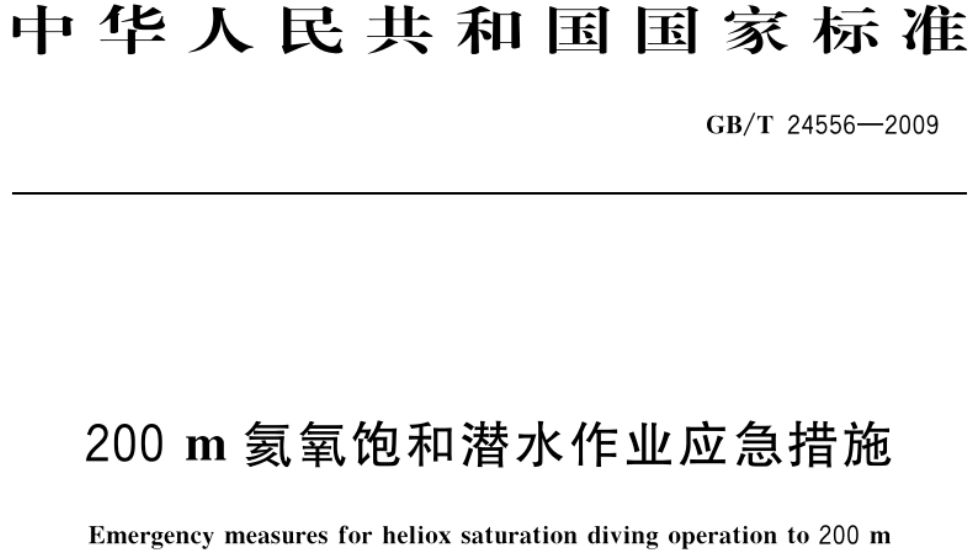 中华人民共和国国家标准
GB/T 24556—2009
200 m 氦氧饱和潜水作业应急措施
Emergency measures for heliox saturation diving operation to 200 m